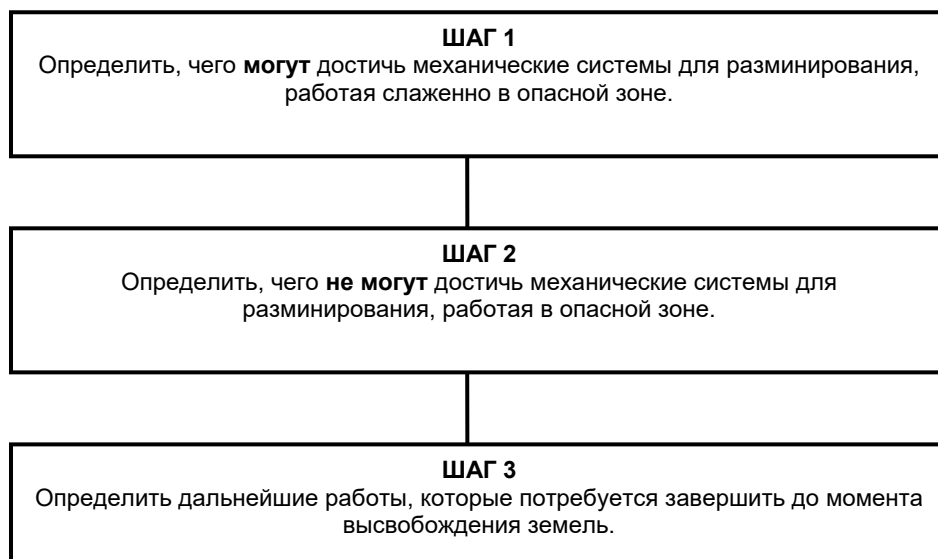 ШАГ 1
Определить, чего могут достичь механические системы для разминирования,
работая слаженно в опасной зоне.
ШАГ 2
Определить, чего не могут достичь механические системы для
разминирования, работая в опасной зоне.
ШАГ 3
Определить дальнейшие работы, которые потребуется завершить до момента
высвобождения земель.